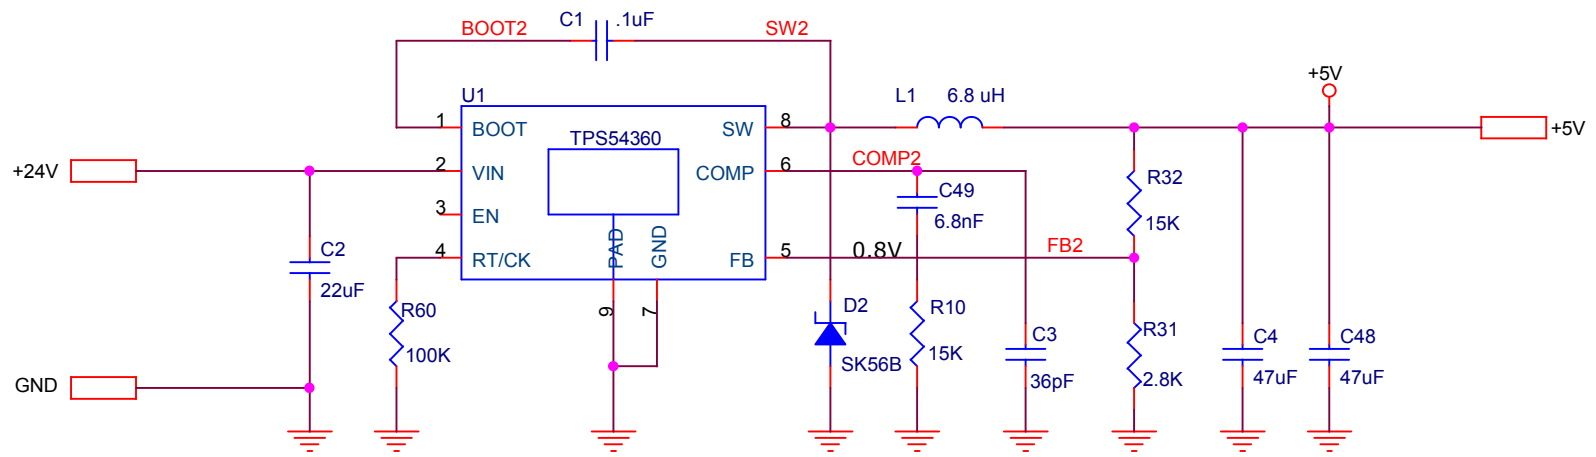 BOOT2
C1
.1uF
SW2
+5V
U1
L1
6.8 uH
1
BOOT
TPS54360
SW
8
+5V
+24V
2
VIN
COMP
6
COMP2
C49
6.8nF
R32
15K
3
EN
4
RT/CK
PAD
GND
FB
5
0.8V
FB2
C2
22uF
R60
100K
9
7
D2
SK56B
R10
15K
C3
36pF
R31
2.8K
C4
47uF
C48
47uF
GND